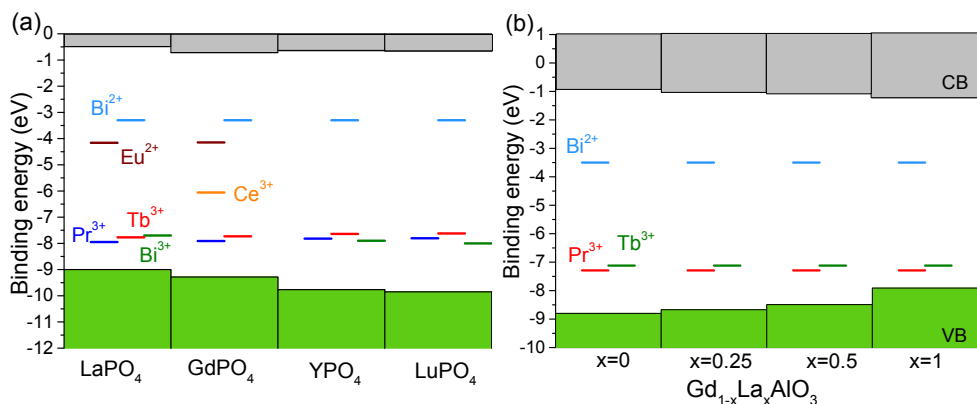 (a)
Binding energy (eV)
0
-1
-2
-3
-4
-5
-6
-7
-8
-9
-10
-11
-12
Bi²⁺
Eu²⁺
Ce³⁺
Tb³⁺
Pr³⁺
Bi³⁺
LaPO₄ GdPO₄ YPO₄ LuPO₄
(b)
Binding energy (eV)
1
0
-1
-2
-3
-4
-5
-6
-7
-8
-9
-10
CB
Bi²⁺
Tb³⁺
Pr³⁺
VB
x=0 x=0.25 x=0.5 x=1
Gd₁₋ₓLaₓAlO₃